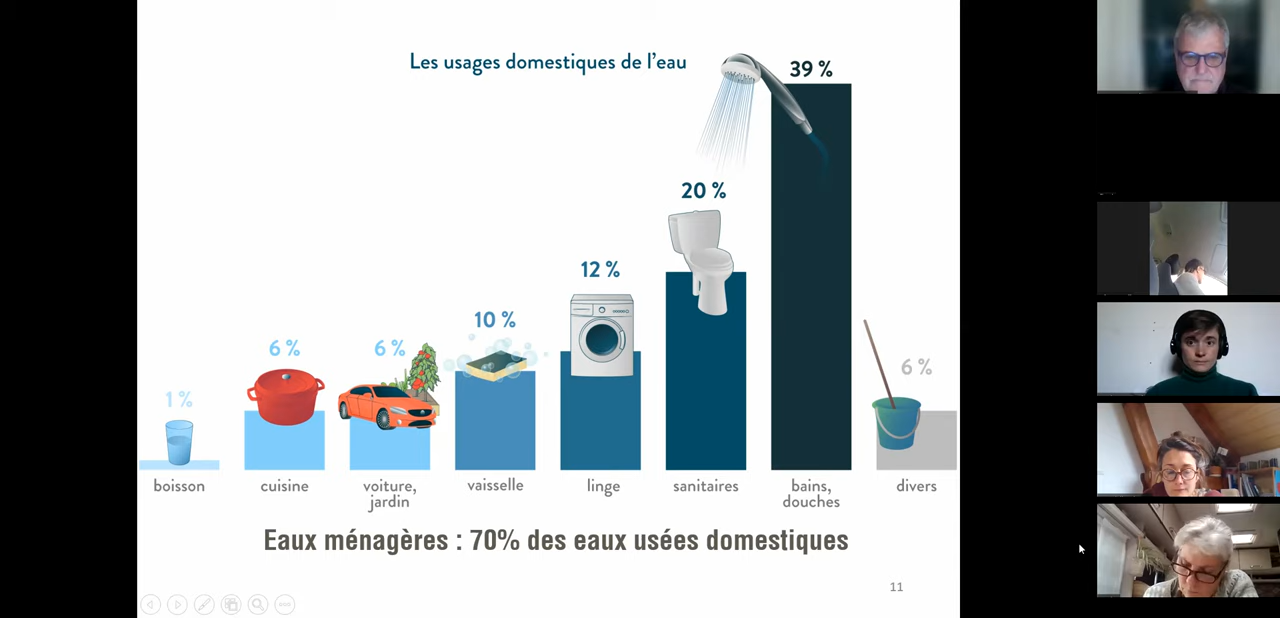 Les usages domestiques de l'eau
39 %
20 %
12 %
10 %
6 %
6 %
6 %
1 %
boisson
cuisine
voiture,
jardin
vaisselle
linge
sanitaires
bains,
douches
divers
Eaux ménagères : 70% des eaux usées domestiques
11